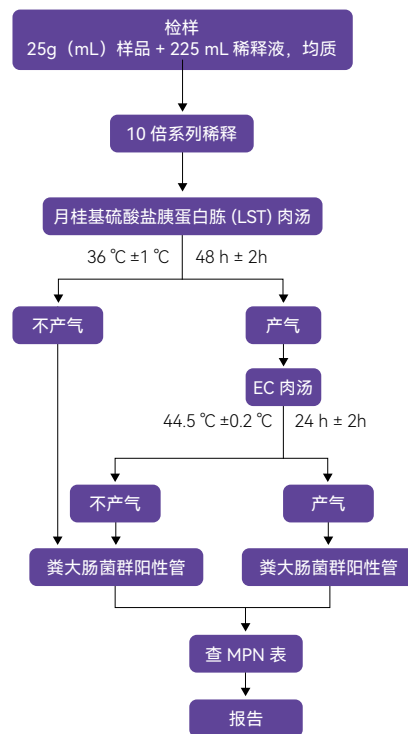 检样
25g（mL）样品 + 225 mL 稀释液，均质
10 倍系列稀释
月桂基硫酸盐胰蛋白胨 (LST) 肉汤
36 ℃ ±1 ℃ 48 h ± 2h
不产气 产气
EC 肉汤
44.5 ℃ ±0.2 ℃ 24 h ± 2h
不产气 产气
粪大肠菌群阳性管 粪大肠菌群阳性管
查 MPN 表
报告